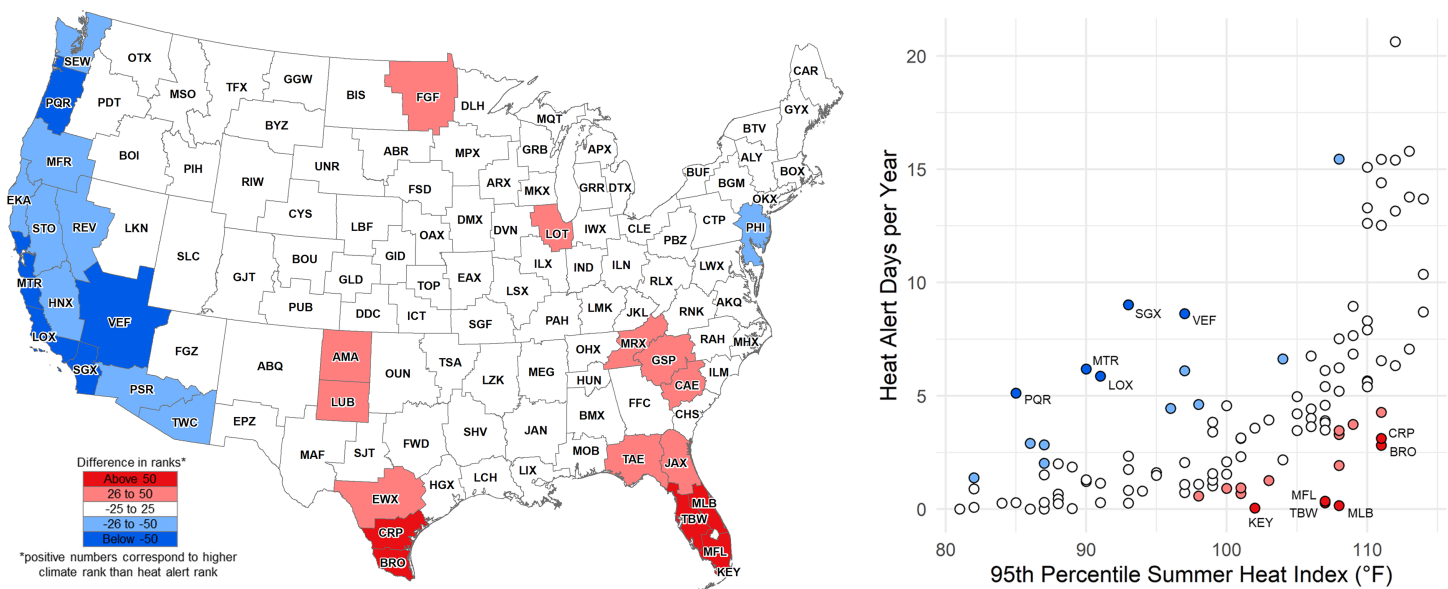 CAR
OTX
SEW
GGW
TFX
MSO
BIS
FGF
DLH
PQR
PDT
GYX
MQT
BYZ
BTV
ABR
MPX
GRB
APX
ALY
BOI
MFR
PIH
UNR
BUF
BOX
RIW
FSD
ARX
MKX
GRR
DTX
BGM
EKA
OKX
CYS
LBF
DMX
STO
REV
LKN
OAX
DVN
LOT
IWX
CLE
CTP
PHI
PBZ
SLC
BOU
GID
GJT
GLD
TOP
EAX
ILX
IND
ILN
RLX
LWX
MTR
HNX
PUB
DDC
ICT
LSX
LMK
JKL
RNK
AKQ
VEF
SGF
PAH
LOX
FGZ
AMA
OHX
MRX
RAH
MHX
SGX
ABQ
OUN
TSA
GSP
PSR
LZK
MEG
HUN
CAE
ILM
LUB
TWC
EPZ
FFC
CHS
BMX
SHV
JAN
MAF
SJT
FWD
MOB
TAE
JAX
LIX
LCH
HGX
EWX
MLB
TBW
CRP
MFL
BRO
KEY
Difference in ranks*
Above 50
26 to 50
-25 to 25
-26 to -50
Below -50
*positive numbers correspond to higher
climate rank than heat alert rank
Heat Alert Days per Year
20
15
10
5
0
SGX
VEF
MTR
LOX
PQR
CRP
BRO
MFL
TBW
MLB
KEY
80
90
100
110
95th Percentile Summer Heat Index (°F)